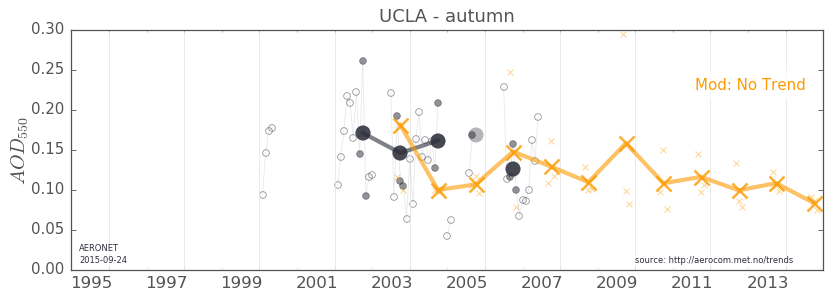 UCLA - autumn
0.30
0.25
0.20
0.15
0.10
0.05
0.00
AOD550
Mod: No Trend
AERONET
2015-09-24
source: http://aerocom.met.no/trends
1995 1997 1999 2001 2003 2005 2007 2009 2011 2013